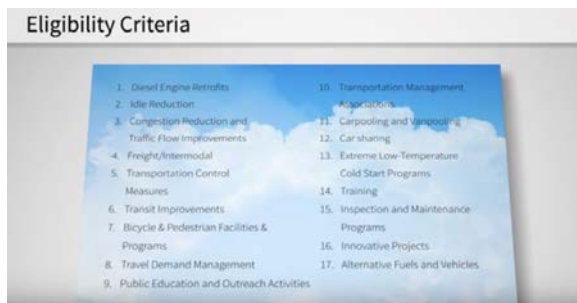 Eligibility Criteria
1. Diesel Engine Retrofits
2. Idle Reduction
3. Congestion Reduction and
Traffic Flow Improvements
4. Freight/Intermodal
5. Transportation Control
Measures
6. Transit Improvements
7. Bicycle & Pedestrian Facilities &
Programs
8. Travel Demand Management
9. Public Education and Outreach Activities
10. Transportation Management
Associations
11. Carpooling and Vanpooling
12. Car sharing
13. Extreme Low-Temperature
Cold Start Programs
14. Training
15. Inspection and Maintenance
Programs
16. Innovative Projects
17. Alternative Fuels and Vehicles